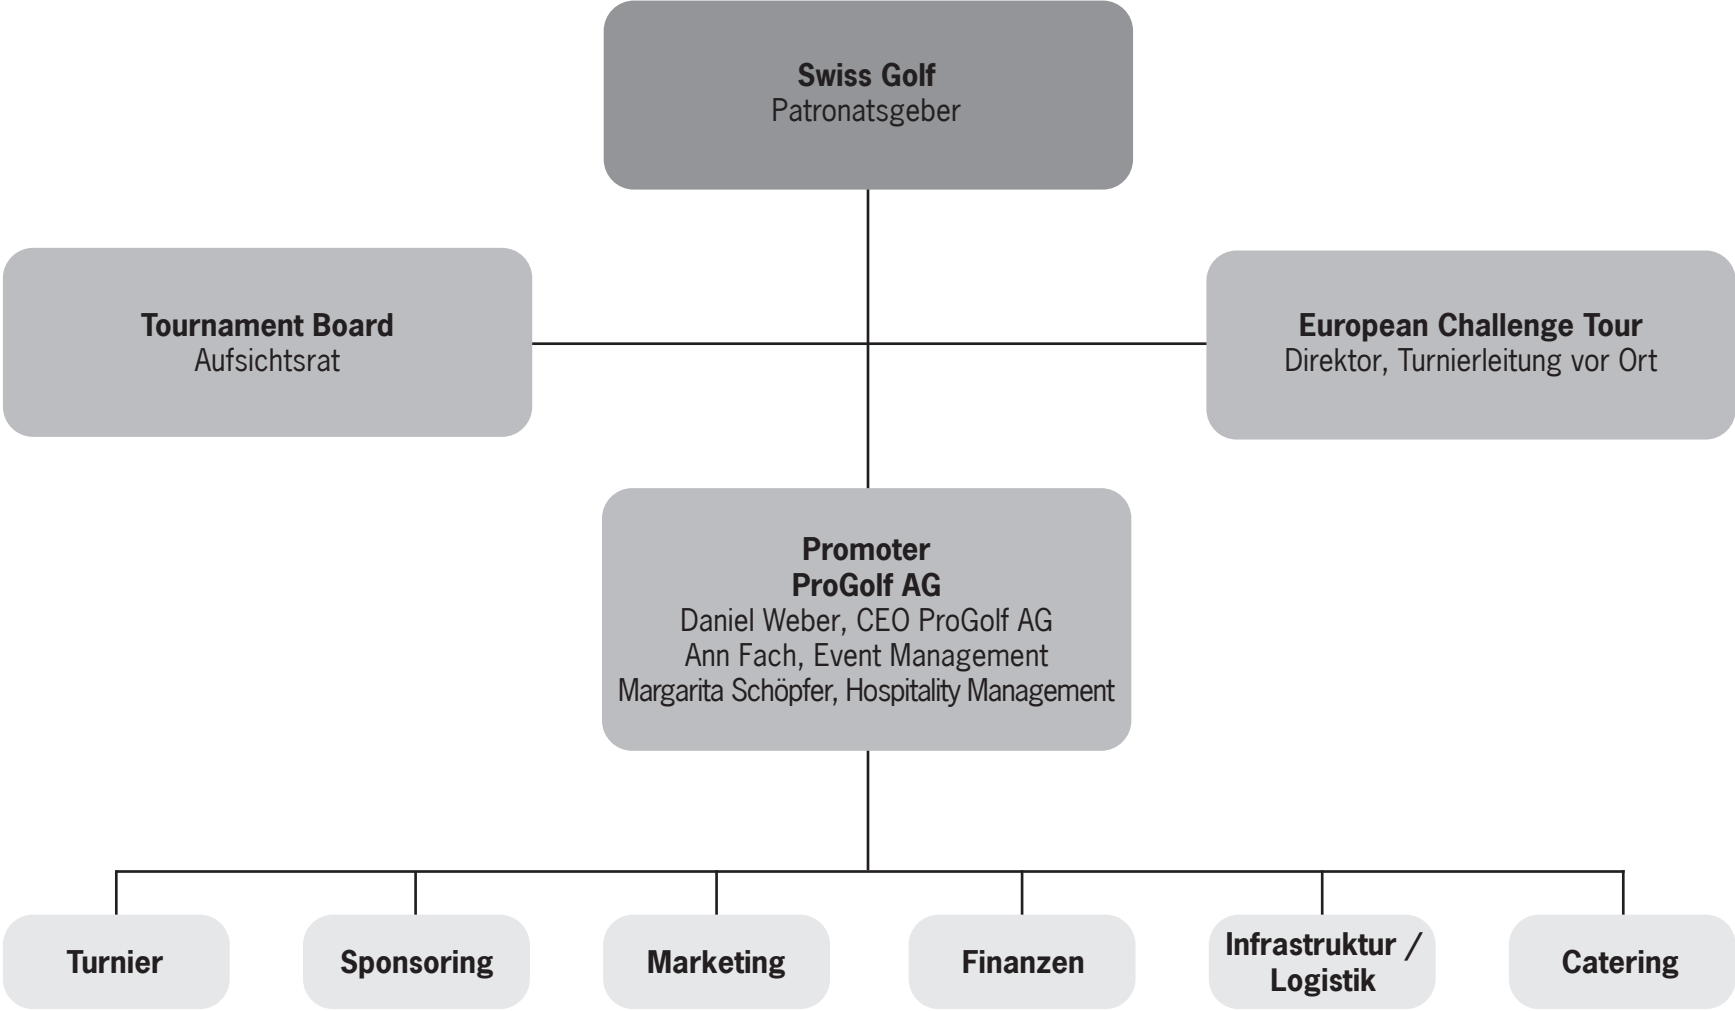 Swiss Golf
Patronatsgeber
Tournament Board
Aufsichtsrat
European Challenge Tour
Direktor, Turnierleitung vor Ort
Promoter
ProGolf AG
Daniel Weber, CEO ProGolf AG
Ann Fach, Event Management
Margarita Schöpfer, Hospitality Management
Turnier
Sponsoring
Marketing
Finanzen
Infrastruktur /
Logistik
Catering